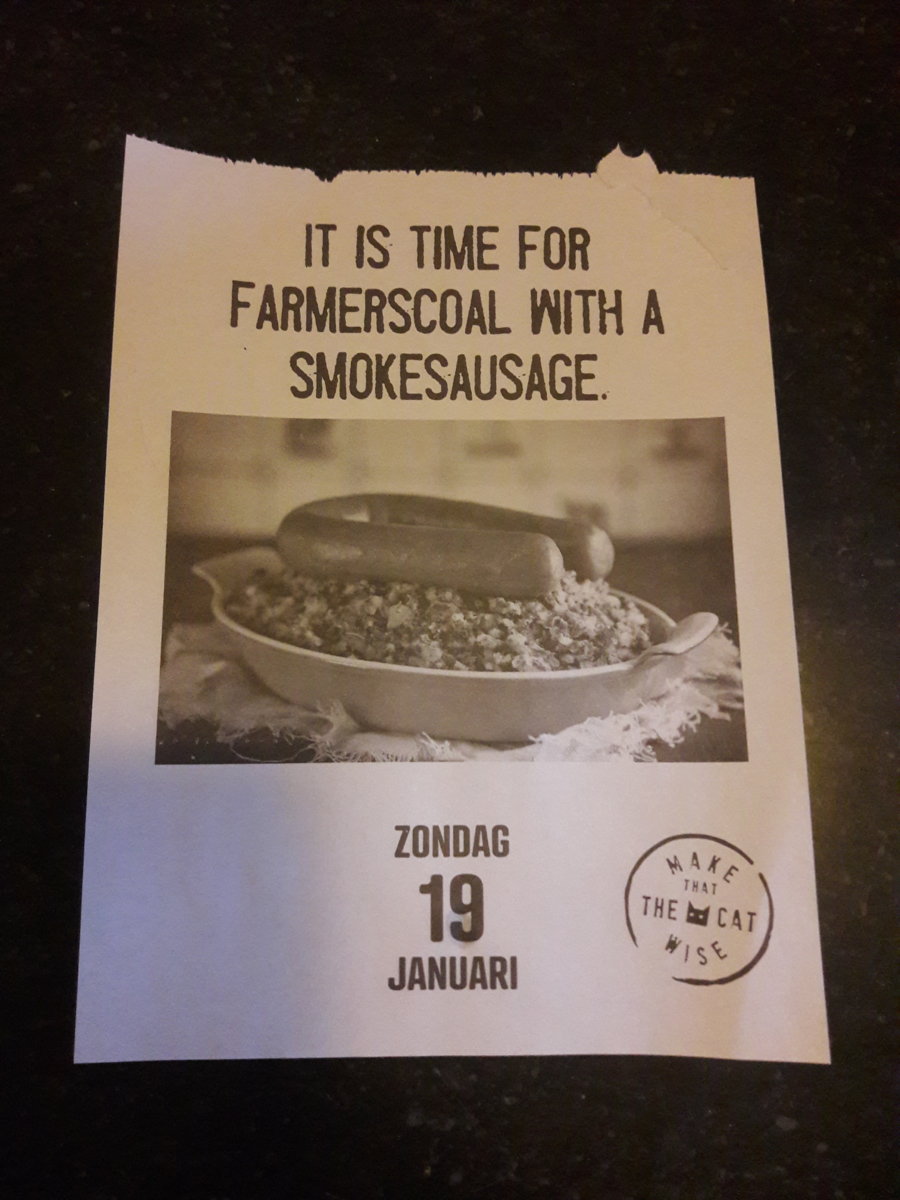 IT IS TIME FOR
FARMERSCOAL WITH A
SMOKESAUSAGE.
ZONDAG
19
JANUARI
MAKE
THAT
THE CAT
WISE